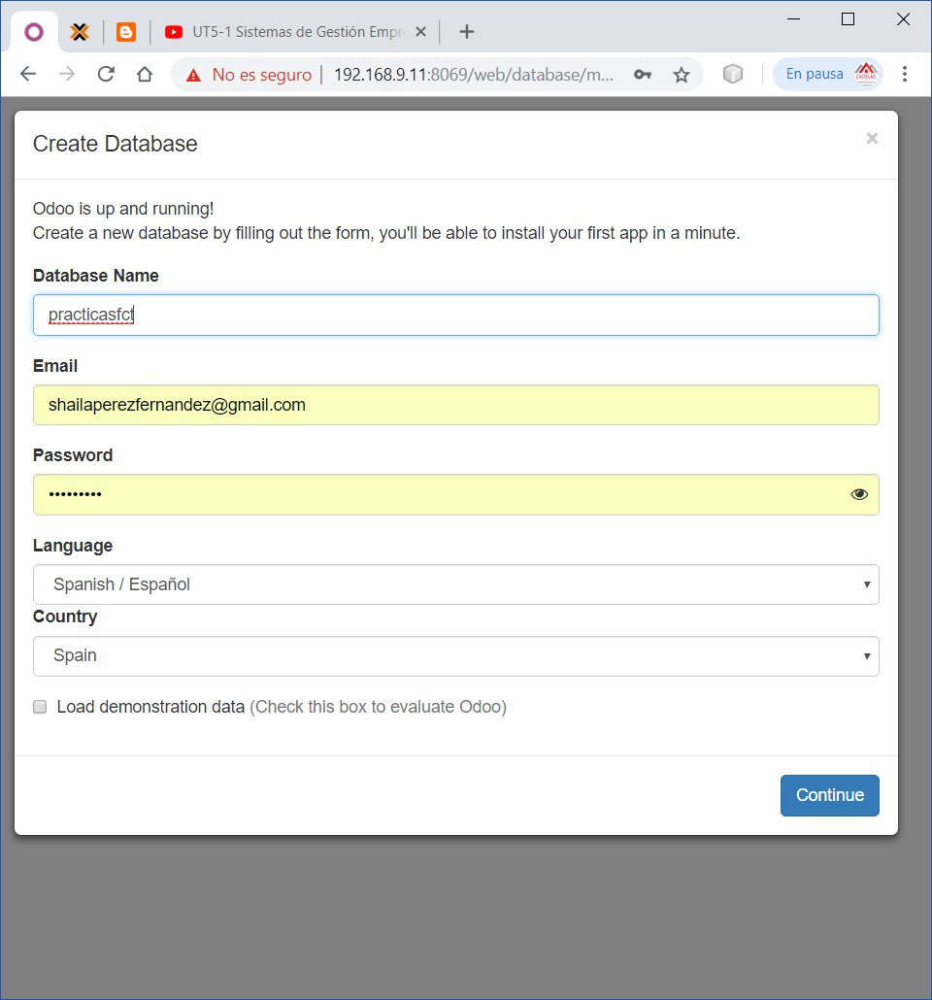 UT5-1 Sistemas de Gestión Empr
No es seguro | 192.168.9.11:8069/web/database/m...
En pausa
CASTELAO
Create Database
×
Odoo is up and running!
Create a new database by filling out the form, you'll be able to install your first app in a minute.
Database Name
practicasfct
Email
shailaperezfernandez@gmail.com
Password
•••••••••
Language
Spanish / Español
Country
Spain
Load demonstration data (Check this box to evaluate Odoo)
Continue